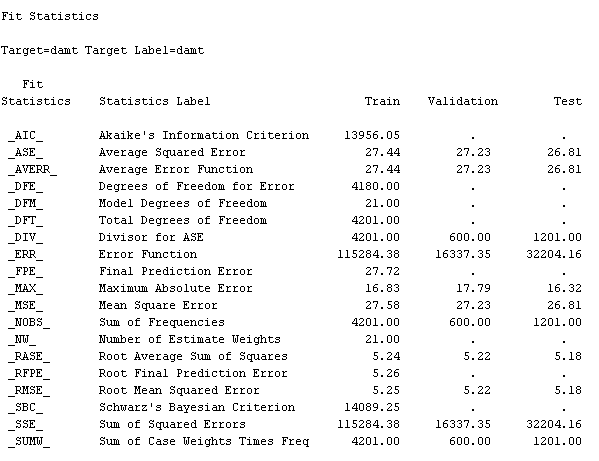 Fit Statistics
Target=damt Target Label=damt
Fit
Statistics Statistics Label Train Validation Test
_AIC_ Akaike's Information Criterion 13956.05 . .
_ASE_ Average Squared Error 27.44 27.23 26.81
_AVERR_ Average Error Function 27.44 27.23 26.81
_DFE_ Degrees of Freedom for Error 4180.00 . .
_DFM_ Model Degrees of Freedom 21.00 . .
_DFT_ Total Degrees of Freedom 4201.00 . .
_DIV_ Divisor for ASE 4201.00 600.00 1201.00
_ERR_ Error Function 115284.38 16337.35 32204.16
_FPE_ Final Prediction Error 27.72 . .
_MAX_ Maximum Absolute Error 16.83 17.79 16.32
_MSE_ Mean Square Error 27.58 27.23 26.81
_NOBS_ Sum of Frequencies 4201.00 600.00 1201.00
_NW_ Number of Estimate Weights 21.00 . .
_RASE_ Root Average Sum of Squares 5.24 5.22 5.18
_RFPE_ Root Final Prediction Error 5.26 . .
_RMSE_ Root Mean Squared Error 5.25 5.22 5.18
_SBC_ Schwarz's Bayesian Criterion 14089.25 . .
_SSE_ Sum of Squared Errors 115284.38 16337.35 32204.16
_SUMW_ Sum of Case Weights Times Freq 4201.00 600.00 1201.00